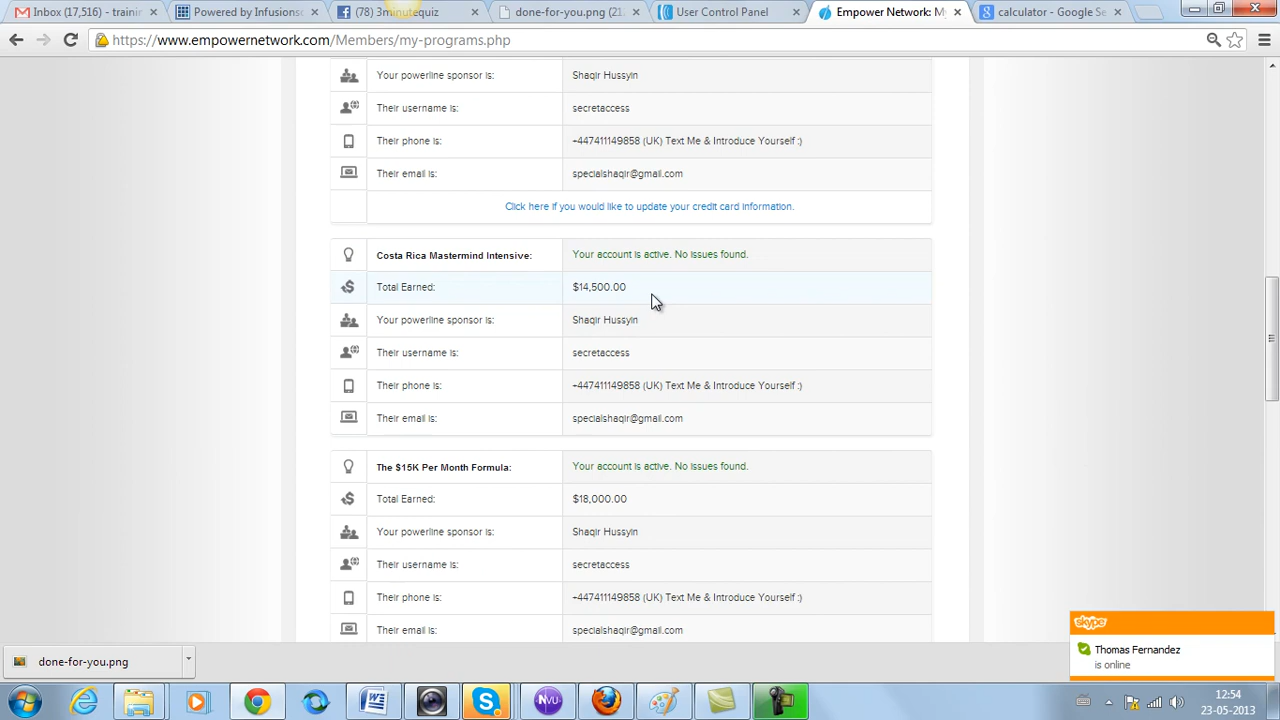 Inbox (17,516) - trainin
Powered by Infusionso
(78) 3minutequiz
done-for-you.png (21
User Control Panel
Empower Network: My
calculator - Google Se
https://www.empowernetwork.com/Members/my-programs.php
Your powerline sponsor is: Shaqir Hussyin
Their username is: secretaccess
Their phone is: +447411149858 (UK) Text Me & Introduce Yourself :)
Their email is: specialshaqir@gmail.com
Click here if you would like to update your credit card information.
Costa Rica Mastermind Intensive: Your account is active. No issues found.
Total Earned: $14,500.00
Your powerline sponsor is: Shaqir Hussyin
Their username is: secretaccess
Their phone is: +447411149858 (UK) Text Me & Introduce Yourself :)
Their email is: specialshaqir@gmail.com
The $15K Per Month Formula: Your account is active. No issues found.
Total Earned: $18,000.00
Your powerline sponsor is: Shaqir Hussyin
Their username is: secretaccess
Their phone is: +447411149858 (UK) Text Me & Introduce Yourself :)
Their email is: specialshaqir@gmail.com
skype
Thomas Fernandez
is online
done-for-you.png
12:54
23-05-2013